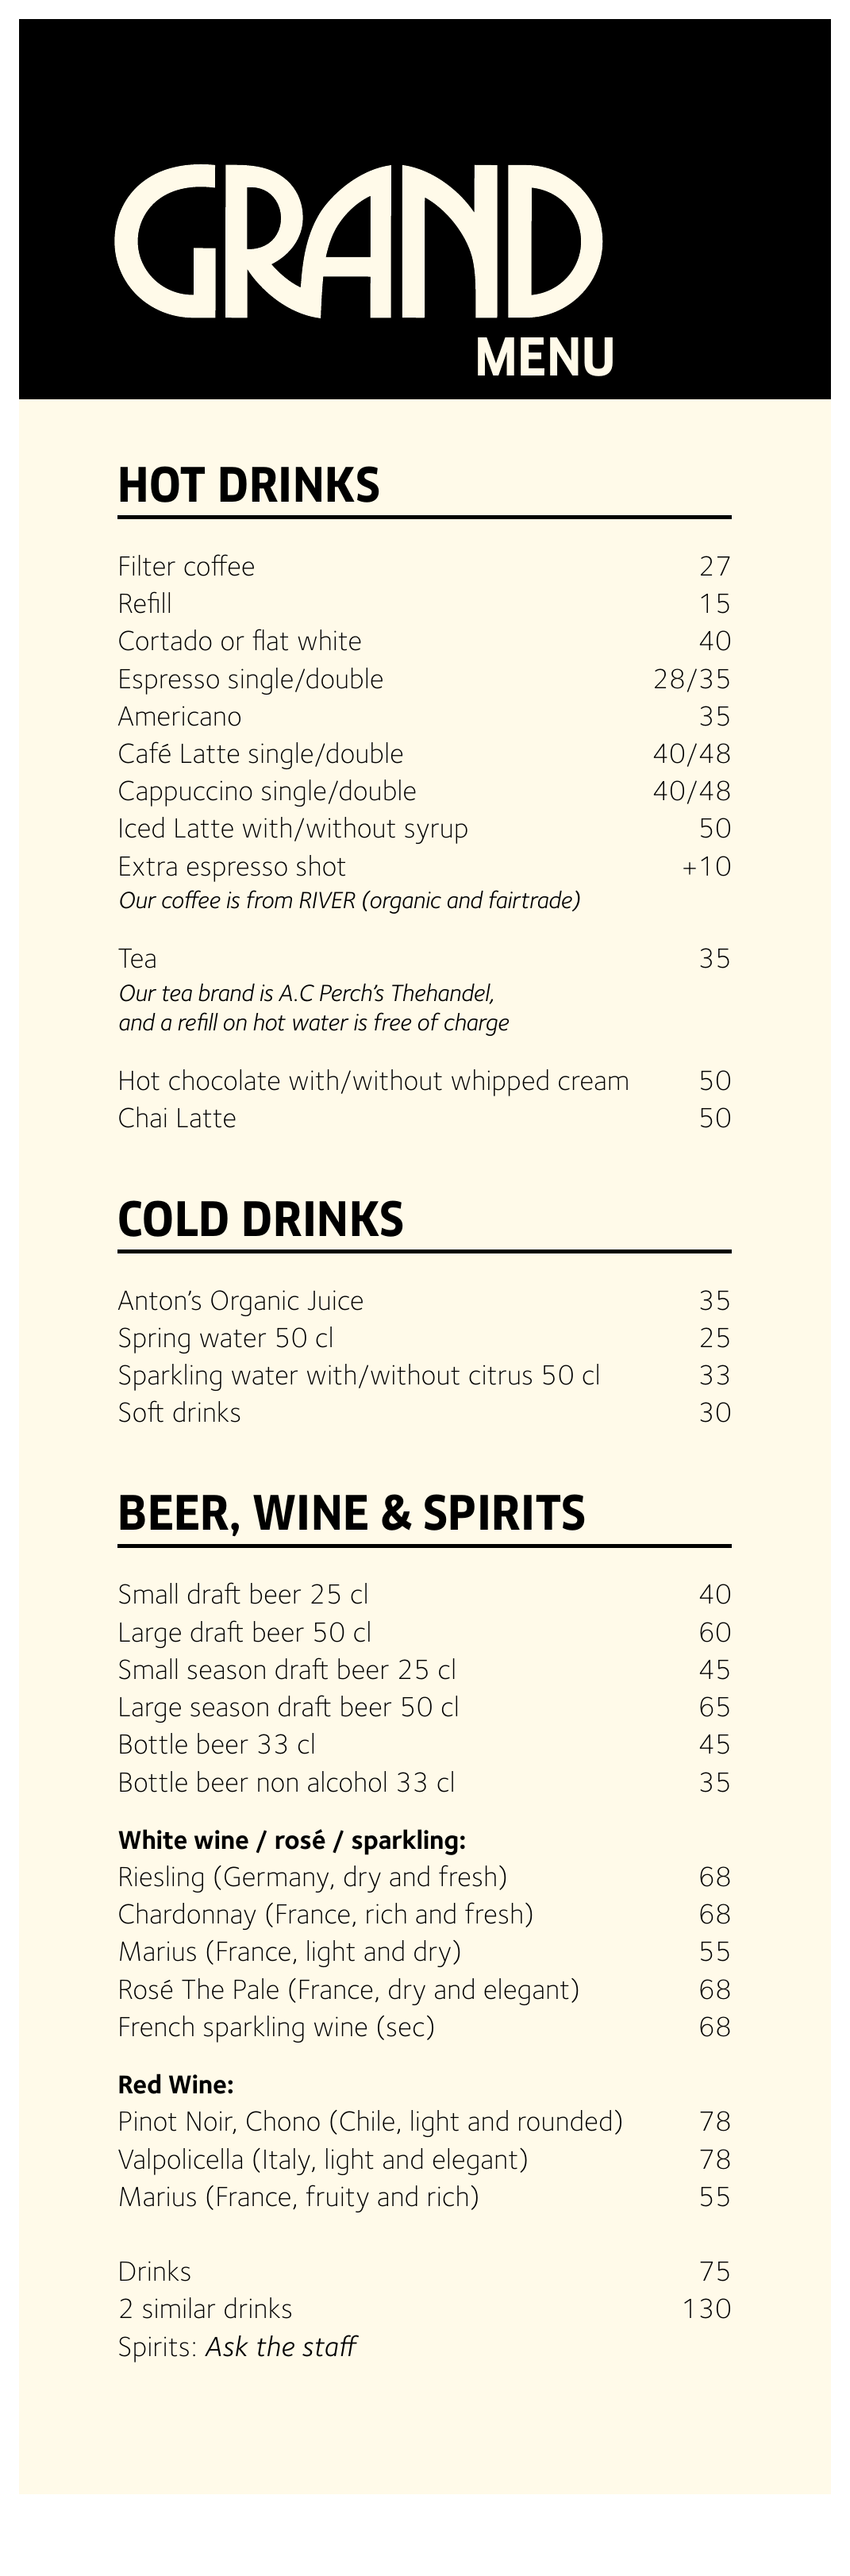 GRAND
MENU
HOT DRINKS
Filter coffee 27
Refill 15
Cortado or flat white 40
Espresso single/double 28/35
Americano 35
Café Latte single/double 40/48
Cappuccino single/double 40/48
Iced Latte with/without syrup 50
Extra espresso shot +10
Our coffee is from RIVER (organic and fairtrade)
Tea 35
Our tea brand is A.C Perch’s Thehandel,
and a refill on hot water is free of charge
Hot chocolate with/without whipped cream 50
Chai Latte 50
COLD DRINKS
Anton’s Organic Juice 35
Spring water 50 cl 25
Sparkling water with/without citrus 50 cl 33
Soft drinks 30
BEER, WINE & SPIRITS
Small draft beer 25 cl 40
Large draft beer 50 cl 60
Small season draft beer 25 cl 45
Large season draft beer 50 cl 65
Bottle beer 33 cl 45
Bottle beer non alcohol 33 cl 35
White wine / rosé / sparkling:
Riesling (Germany, dry and fresh) 68
Chardonnay (France, rich and fresh) 68
Marius (France, light and dry) 55
Rosé The Pale (France, dry and elegant) 68
French sparkling wine (sec) 68
Red Wine:
Pinot Noir, Chono (Chile, light and rounded) 78
Valpolicella (Italy, light and elegant) 78
Marius (France, fruity and rich) 55
Drinks 75
2 similar drinks 130
Spirits: Ask the staff